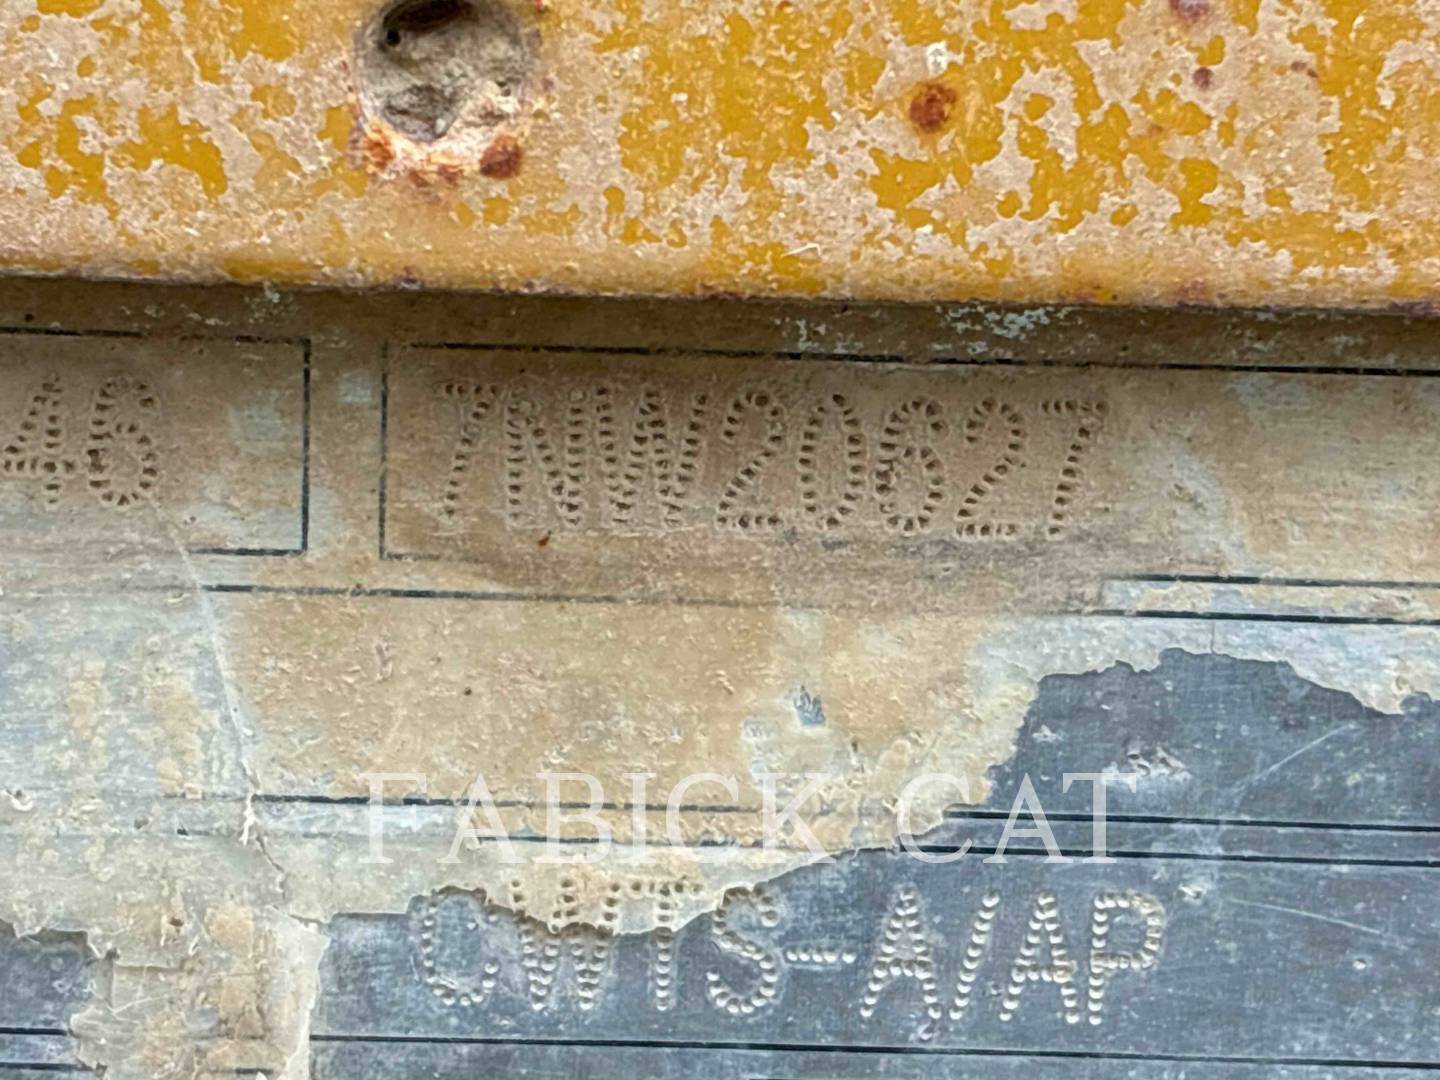 46 7NW20627
FABICK CAT
CWTS-A/AP